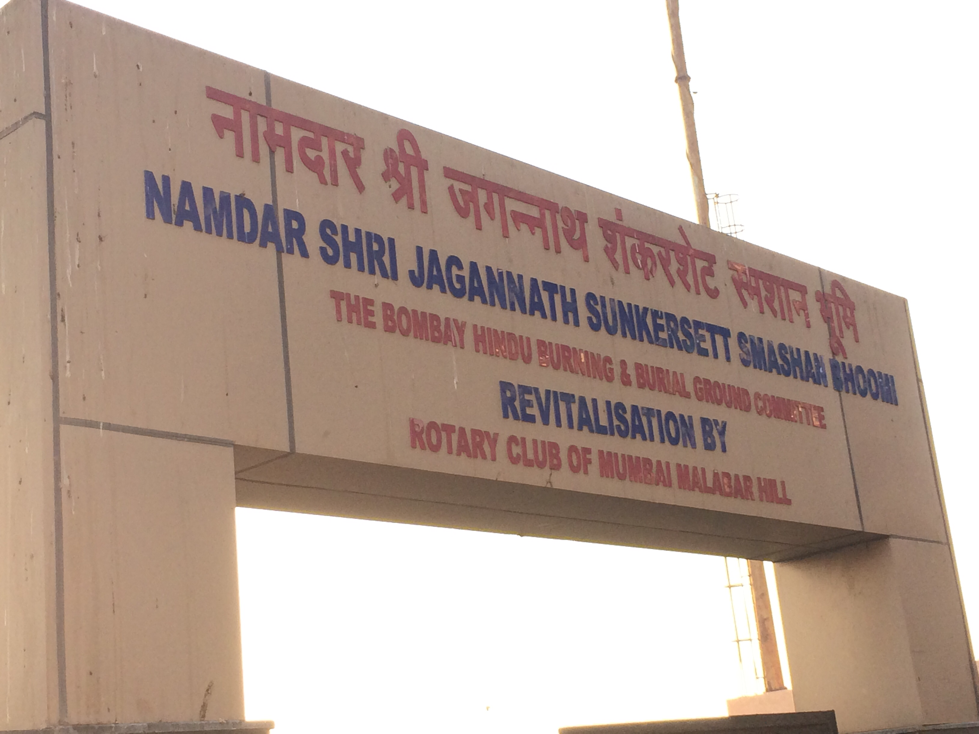 नामदार श्री जगन्नाथ शंकरशेट स्मशान भूमि
NAMDAR SHRI JAGANNATH SUNKERSETT SMASHAN BHOOMI
THE BOMBAY HINDU BURNING & BURIAL GROUND COMMITTEE
REVITALISATION BY
ROTARY CLUB OF MUMBAI MALABAR HILL